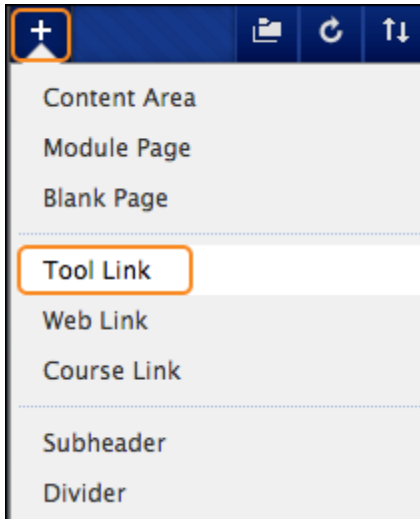 Content Area
Module Page
Blank Page
Tool Link
Web Link
Course Link
Subheader
Divider